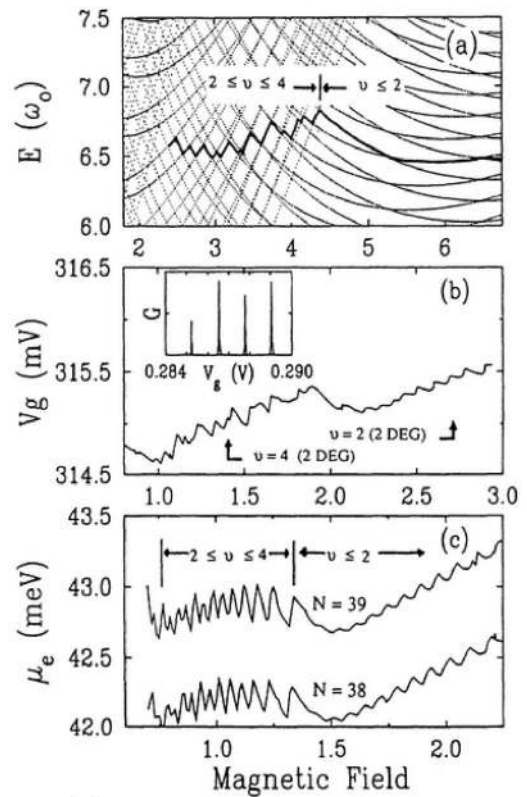 7.5
(a)
2 ≤ υ ≤ 4
υ ≤ 2
7.0
E (ω₀)
6.5
6.0
2 3 4 5 6
316.5
(b)
G
0.284 V_g (V) 0.290
Vg (mV)
315.5
υ = 2 (2 DEG)
υ = 4 (2 DEG)
314.5
1.0 1.5 2.0 2.5 3.0
43.5
(c)
2 ≤ υ ≤ 4
υ ≤ 2
43.0
μ_e (meV)
N = 39
42.5
N = 38
42.0
1.0 1.5 2.0
Magnetic Field